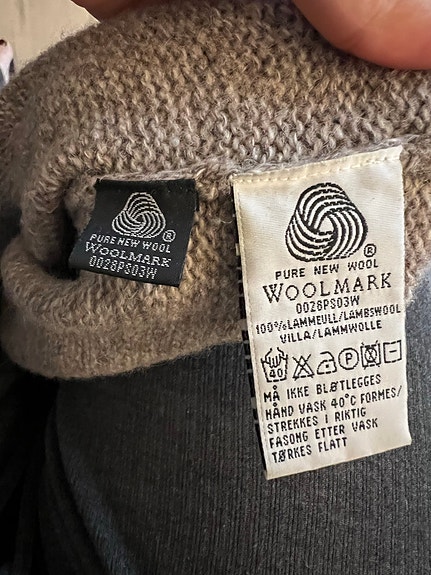 PURE NEW WOOL
WOOLMARK
0028PS03W
®
PURE NEW WOOL
WOOLMARK
0028PS03W
100%LAMMEULL/LAMBSWOOL
VILLA/LAMMWOLLE
40 P
MÅ IKKE BLØTLEGGES
HÅND VASK 40°C FORMES/
STREKKES I RIKTIG
FASONG ETTER VASK
TØRKES FLATT